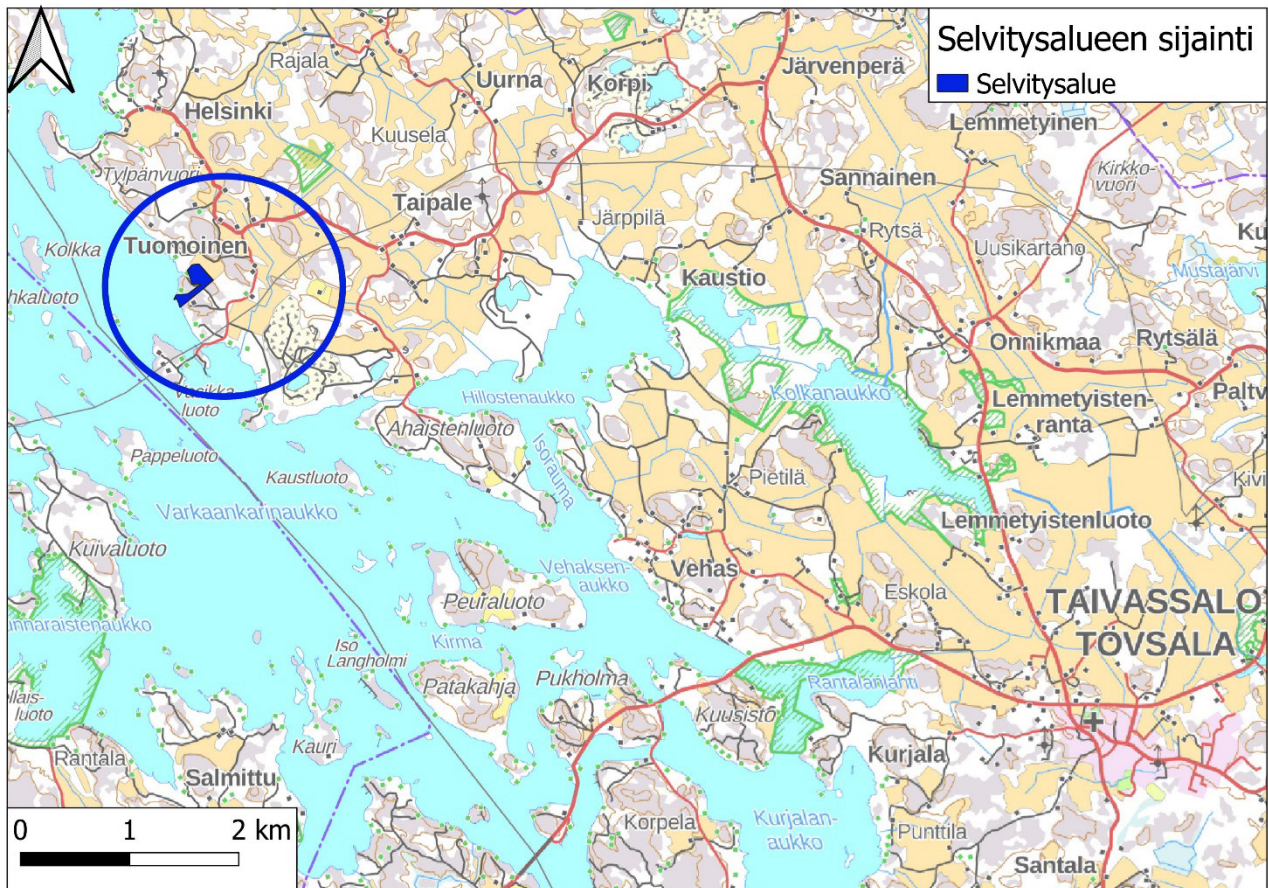 Selvitysalueen sijainti
Selvitysalue
Rajala
Uurna
Korpi
Järvenperä
Helsinki
Kuusela
Lemmetyinen
Tylpänvuori
Taipale
Sannainen
Kirkko-
vuori
Järppilä
Rytsä
Uusikartano
Kolkka
Tuomoinen
Kaustio
Mustajärvi
Onnikmaa
Rytsälä
Vasikka-
luoto
Hillostenaukko
Kolkanaukko
Lemmetyisten-
ranta
Ahaistenluoto
Isorauma
Pappeluoto
Kaustluoto
Pietilä
Varkaankarinaukko
Lemmetyistenluoto
Kuivaluoto
Vehaksen-
aukko
Vehas
Eskola
Peuraluoto
TAIVASSALO
TÖVSALA
Kirma
Iso
Langholmi
Patakahja
Pukholma
Rantalanlahti
Kuusisto
Rantala
Kauri
Salmittu
Kurjala
Korpela
Kurjalan-
aukko
Punttila
Santala
0 1 2 km